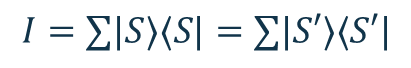 I = ∑|S⟩⟨S| = ∑|S′⟩⟨S′|